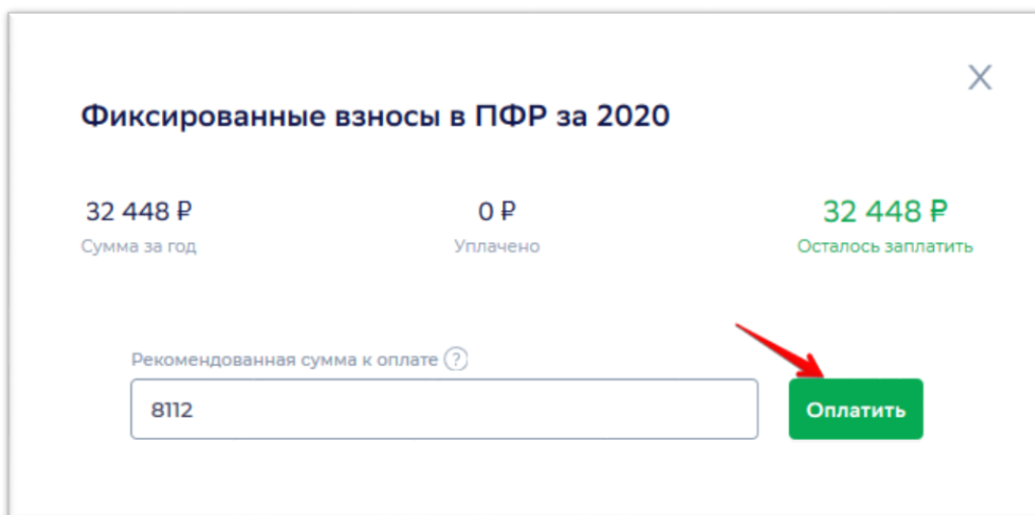 X
Фиксированные взносы в ПФР за 2020
32 448 ₽
0 ₽
32 448 ₽
Сумма за год
Уплачено
Осталось заплатить
Рекомендованная сумма к оплате ?
8112
Оплатить